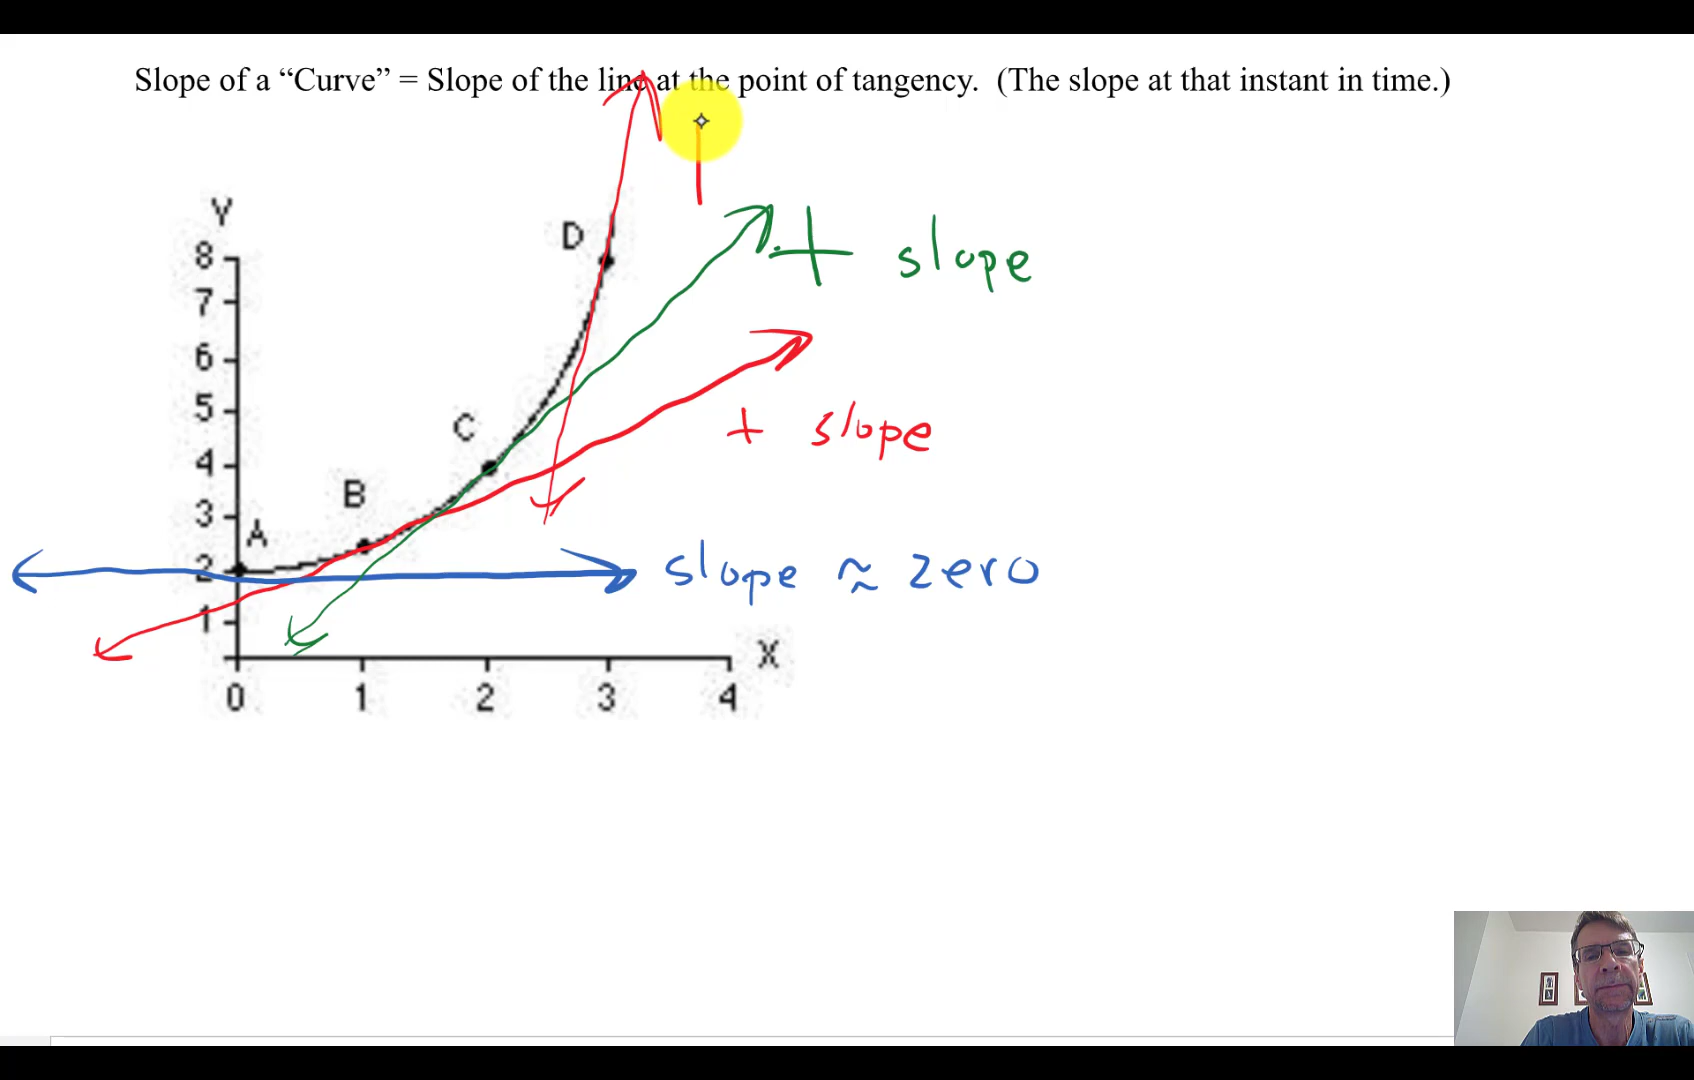 Slope of a “Curve” = Slope of the line at the point of tangency.  (The slope at that instant in time.)
Y
8
D
+ slope
7
6
5
C
+ slope
4
B
3
A
2
slope ≈ zero
1
X
0 1 2 3 4